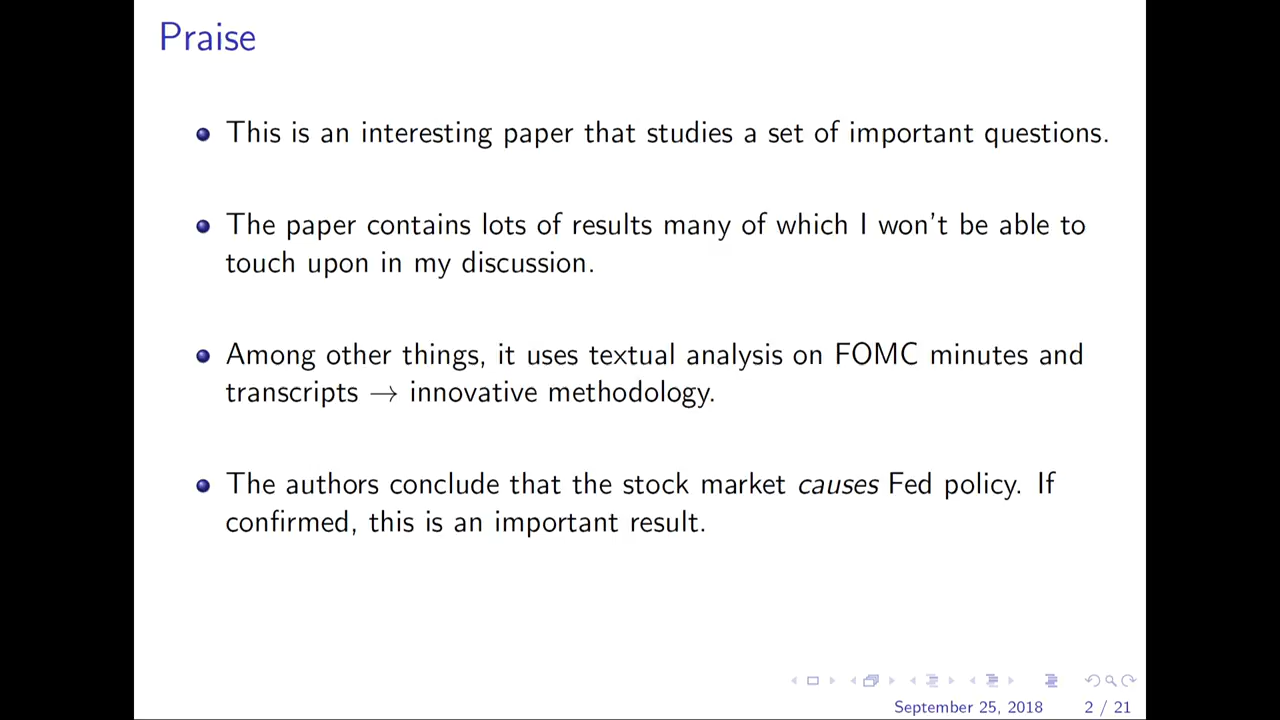 Praise
This is an interesting paper that studies a set of important questions.
The paper contains lots of results many of which I won't be able to
touch upon in my discussion.
Among other things, it uses textual analysis on FOMC minutes and
transcripts → innovative methodology.
The authors conclude that the stock market causes Fed policy. If
confirmed, this is an important result.
September 25, 2018 2 / 21